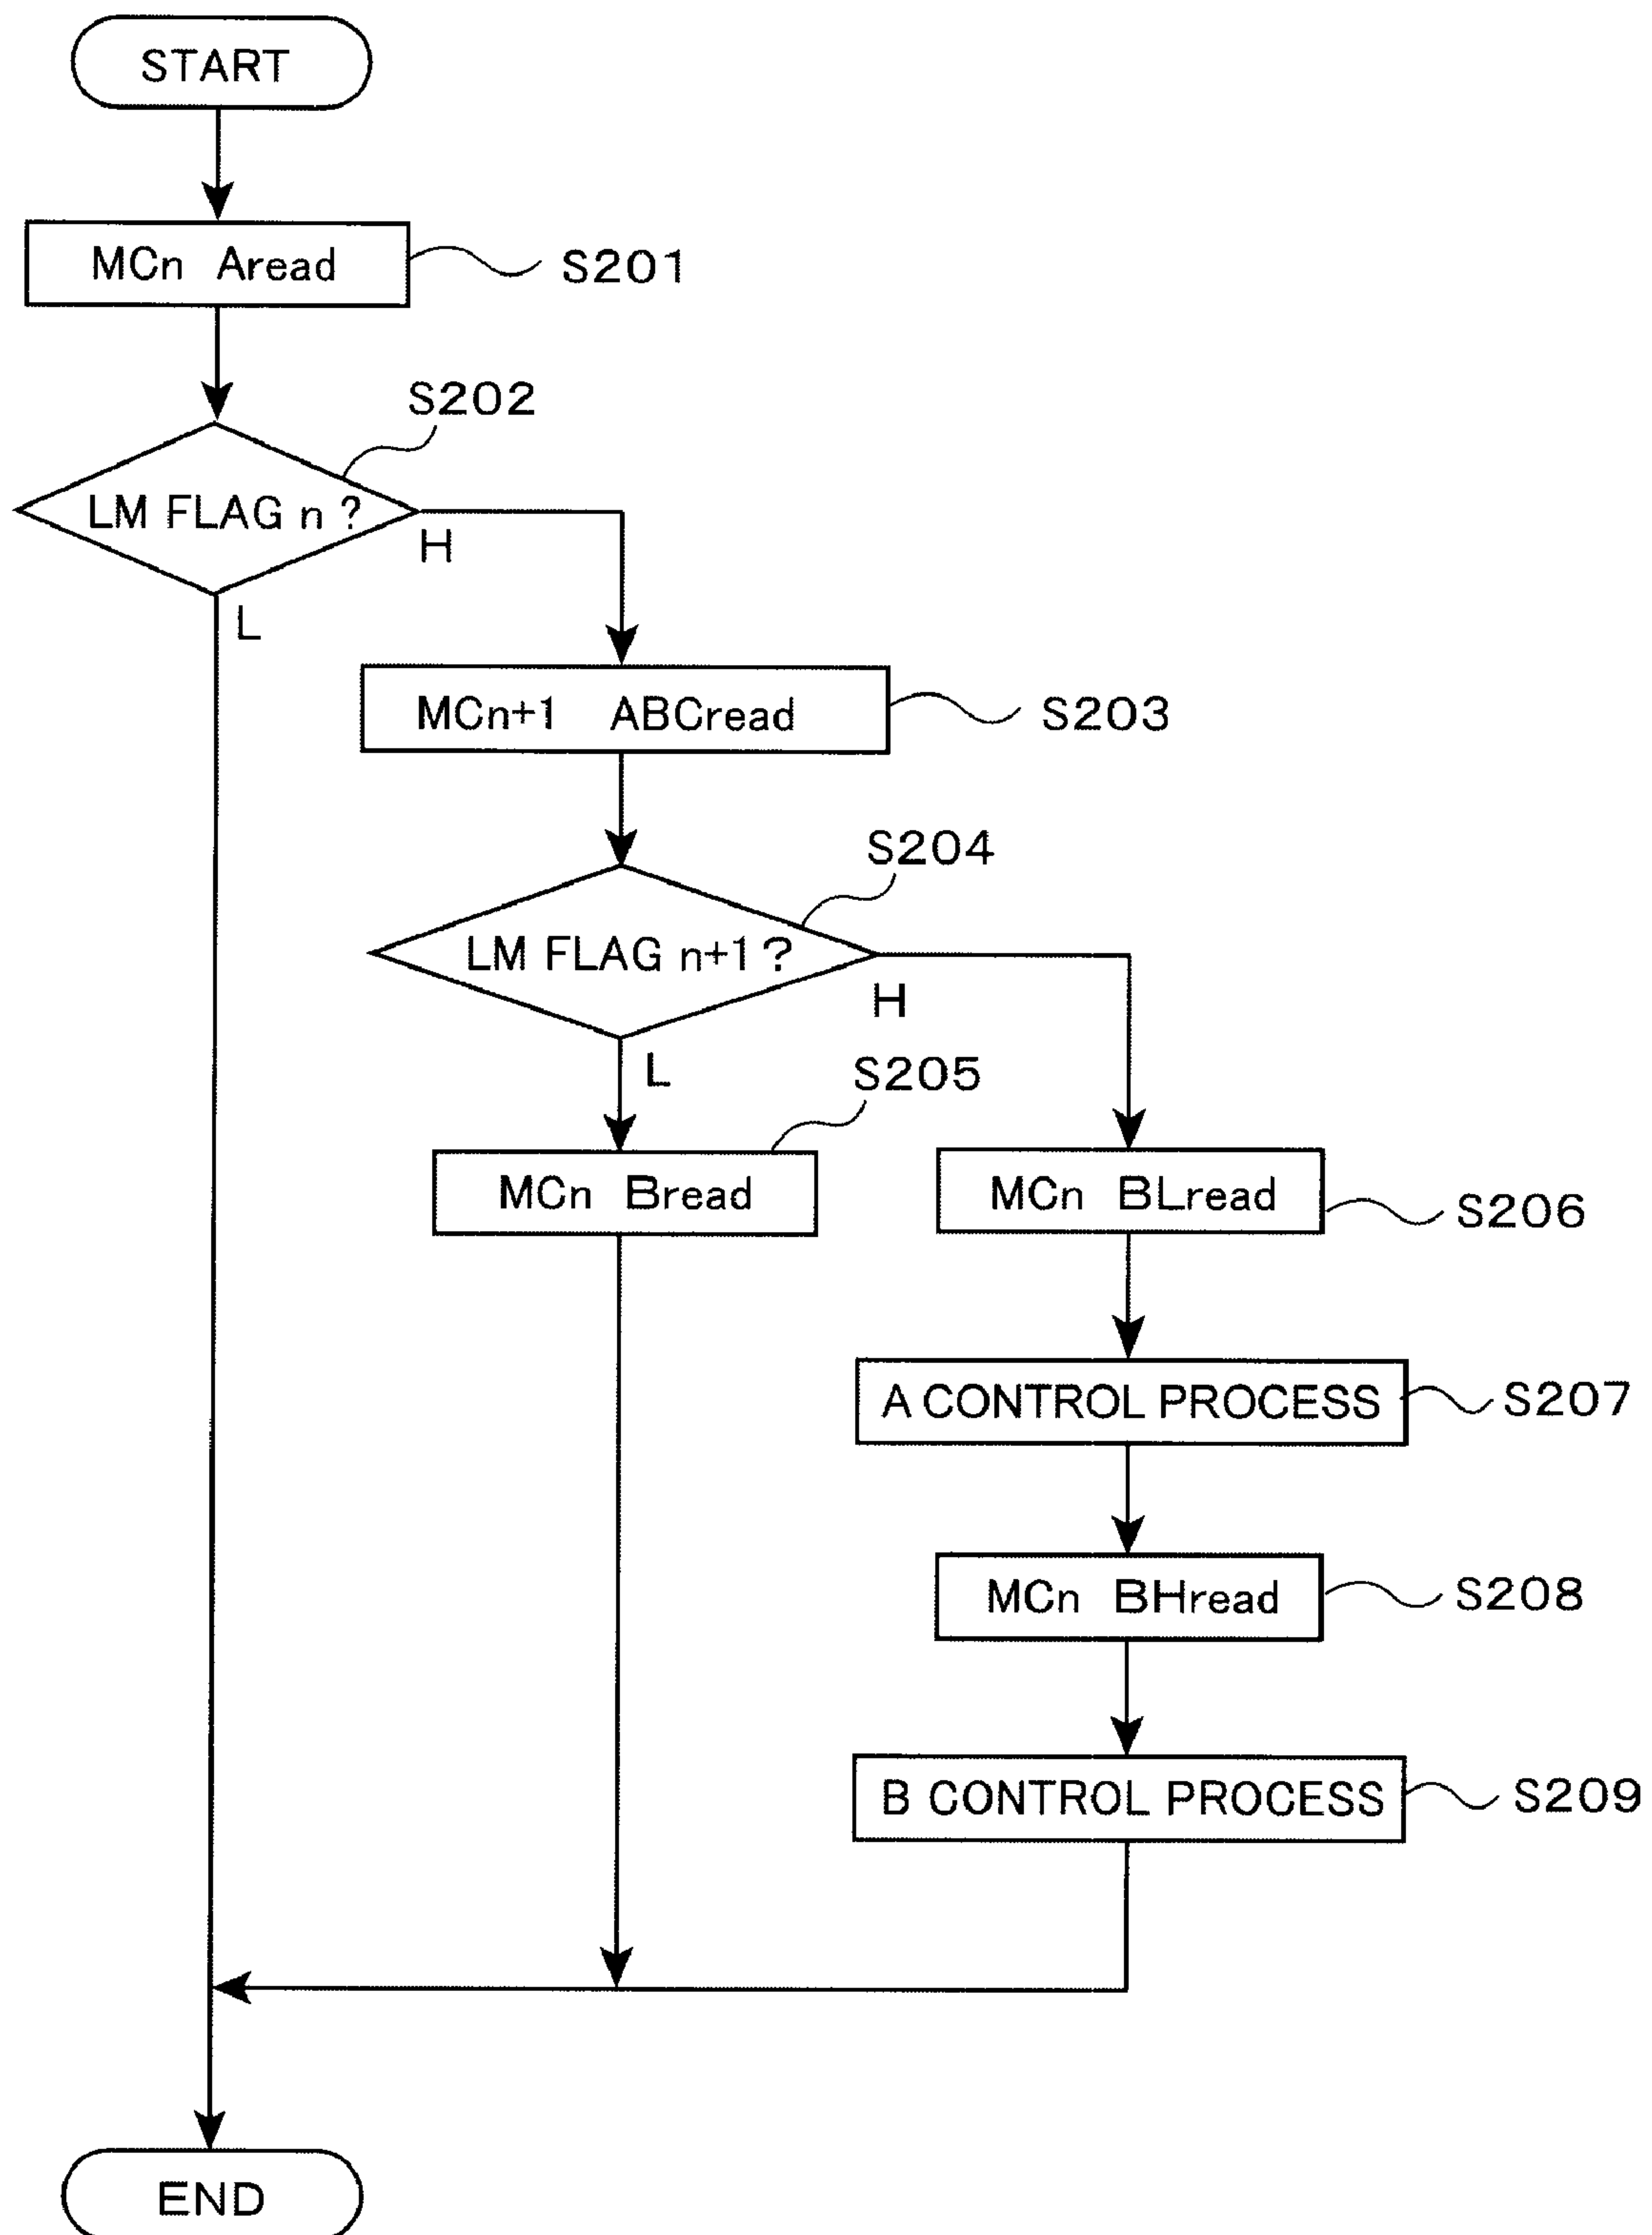 START
MCn Aread
S201
S202
LM FLAG n ?
H
L
MCn+1 ABCread
S203
S204
LM FLAG n+1 ?
H
L
S205
MCn Bread
MCn BLread
S206
A CONTROL PROCESS
S207
MCn BHread
S208
B CONTROL PROCESS
S209
END